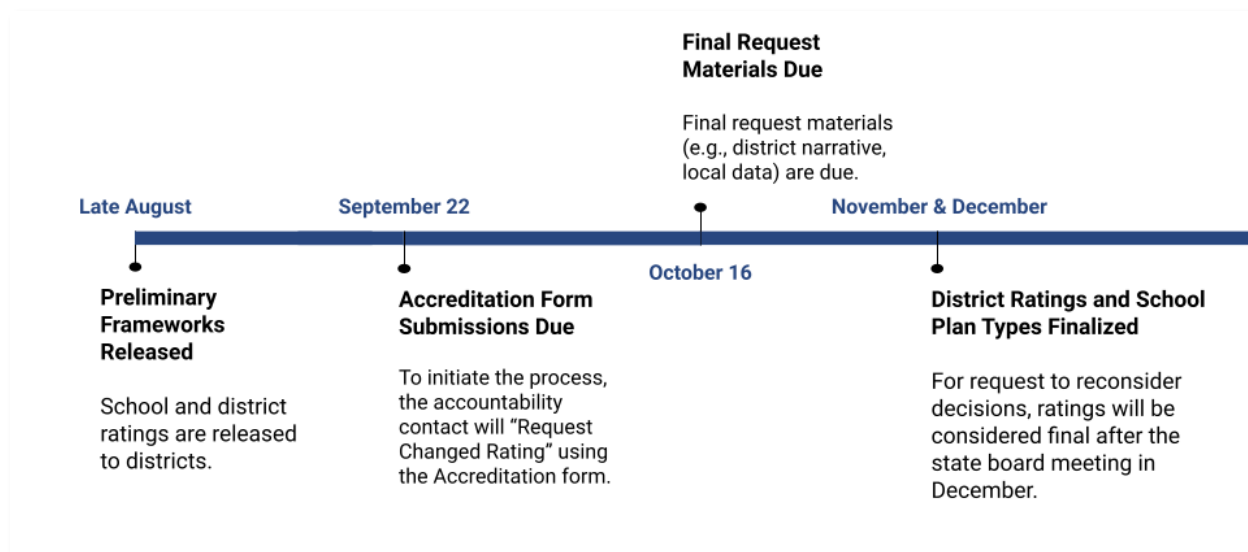 Late August
Preliminary
Frameworks
Released
School and district
ratings are released
to districts.
September 22
Accreditation Form
Submissions Due
To initiate the process,
the accountability
contact will “Request
Changed Rating” using
the Accreditation form.
Final Request
Materials Due
Final request materials
(e.g., district narrative,
local data) are due.
October 16
November & December
District Ratings and School
Plan Types Finalized
For request to reconsider
decisions, ratings will be
considered final after the
state board meeting in
December.